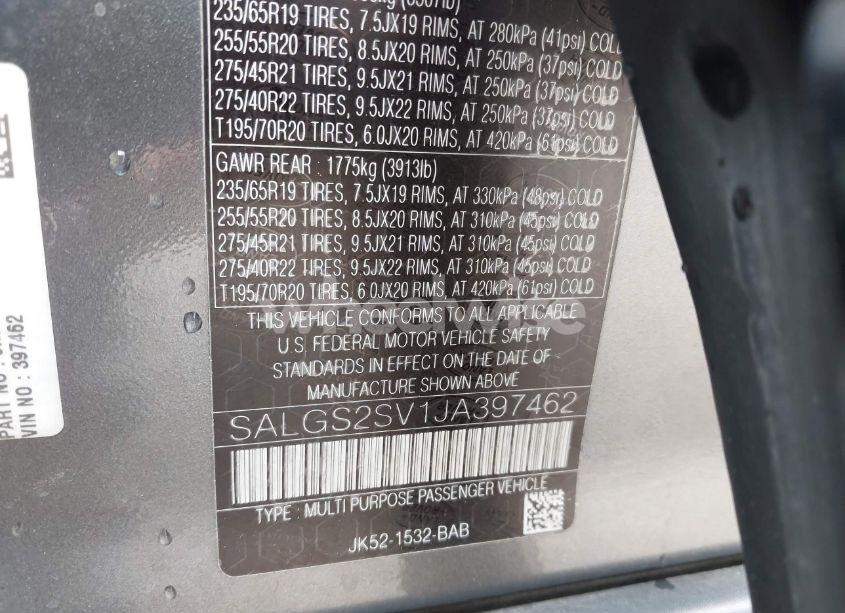 235/65R19 TIRES, 7.5JX19 RIMS, AT 280kPa (41psi) COLD
255/55R20 TIRES, 8.5JX20 RIMS, AT 250kPa (37psi) COLD
275/45R21 TIRES, 9.5JX21 RIMS, AT 250kPa (37psi) COLD
275/40R22 TIRES, 9.5JX22 RIMS, AT 250kPa (37psi) COLD
T195/70R20 TIRES, 6.0JX20 RIMS, AT 420kPa (61psi) COLD
GAWR REAR : 1775kg (3913lb)
235/65R19 TIRES, 7.5JX19 RIMS, AT 330kPa (48psi) COLD
255/55R20 TIRES, 8.5JX20 RIMS, AT 310kPa (45psi) COLD
275/45R21 TIRES, 9.5JX21 RIMS, AT 310kPa (45psi) COLD
275/40R22 TIRES, 9.5JX22 RIMS, AT 310kPa (45psi) COLD
T195/70R20 TIRES, 6.0JX20 RIMS, AT 420kPa (61psi) COLD
THIS VEHICLE CONFORMS TO ALL APPLICABLE
U.S. FEDERAL MOTOR VEHICLE SAFETY
STANDARDS IN EFFECT ON THE DATE OF
MANUFACTURE SHOWN ABOVE
SALGS2SV1JA397462
TYPE : MULTI PURPOSE PASSENGER VEHICLE
JK52-1532-BAB
PART NO :
VIN NO : 397462